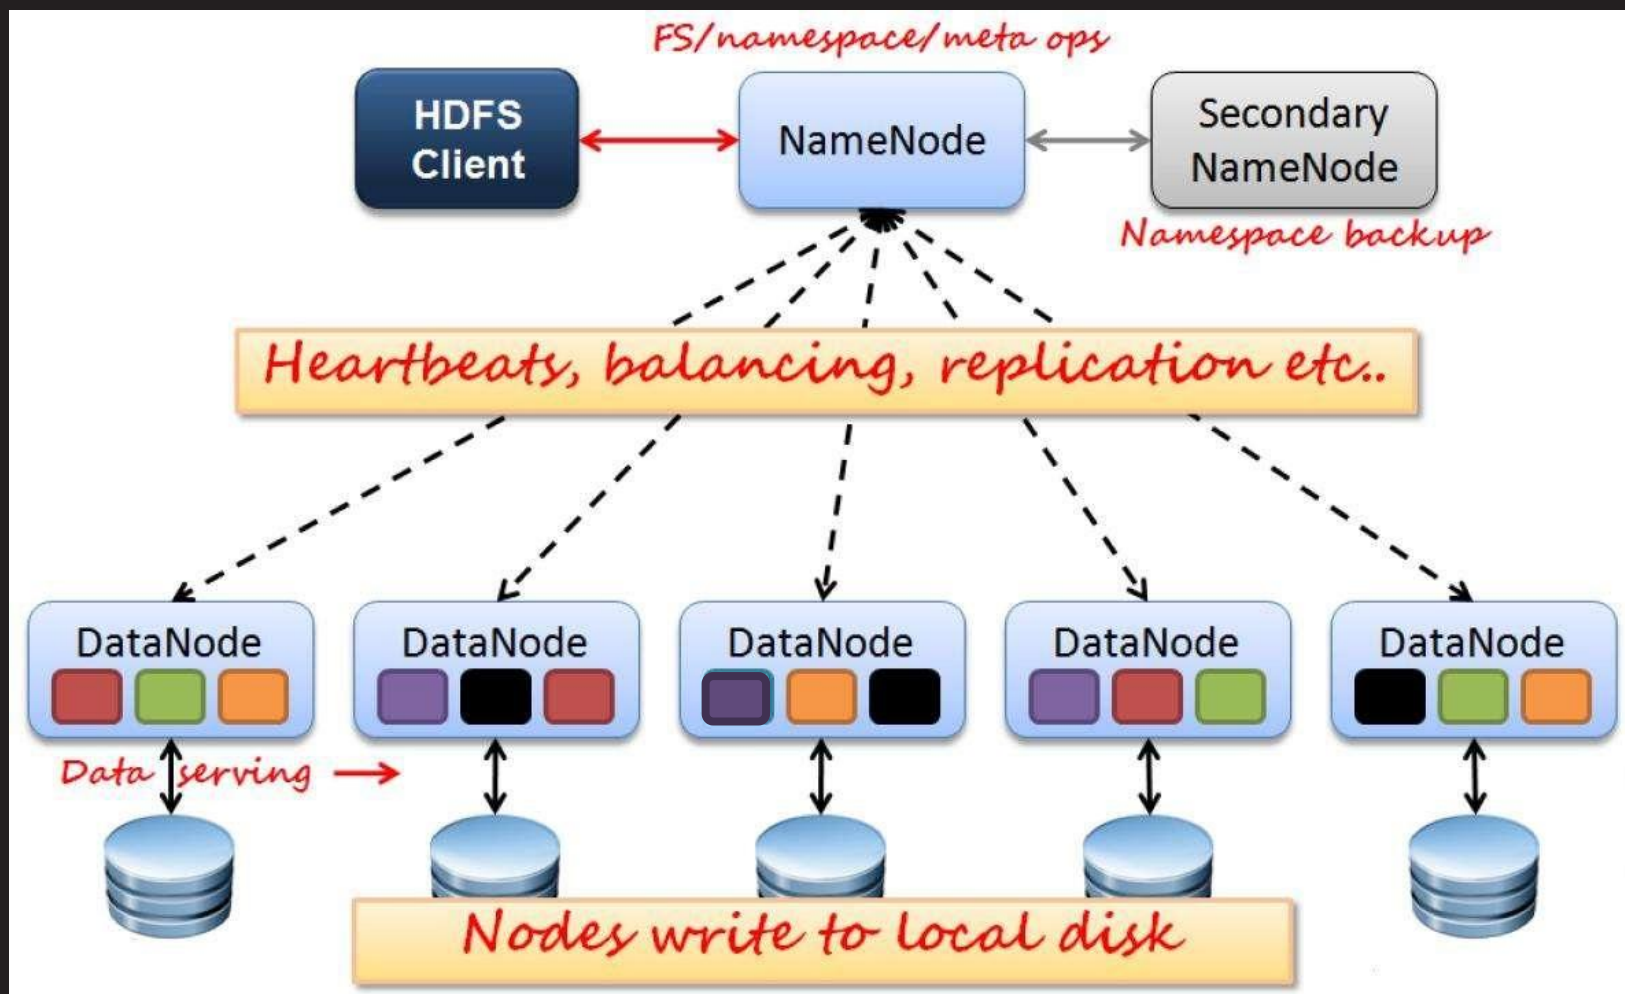 FS/namespace/meta ops
HDFS
Client
NameNode
Secondary
NameNode
Namespace backup
Heartbeats, balancing, replication etc..
DataNode
DataNode
DataNode
DataNode
DataNode
Data serving
Nodes write to local disk